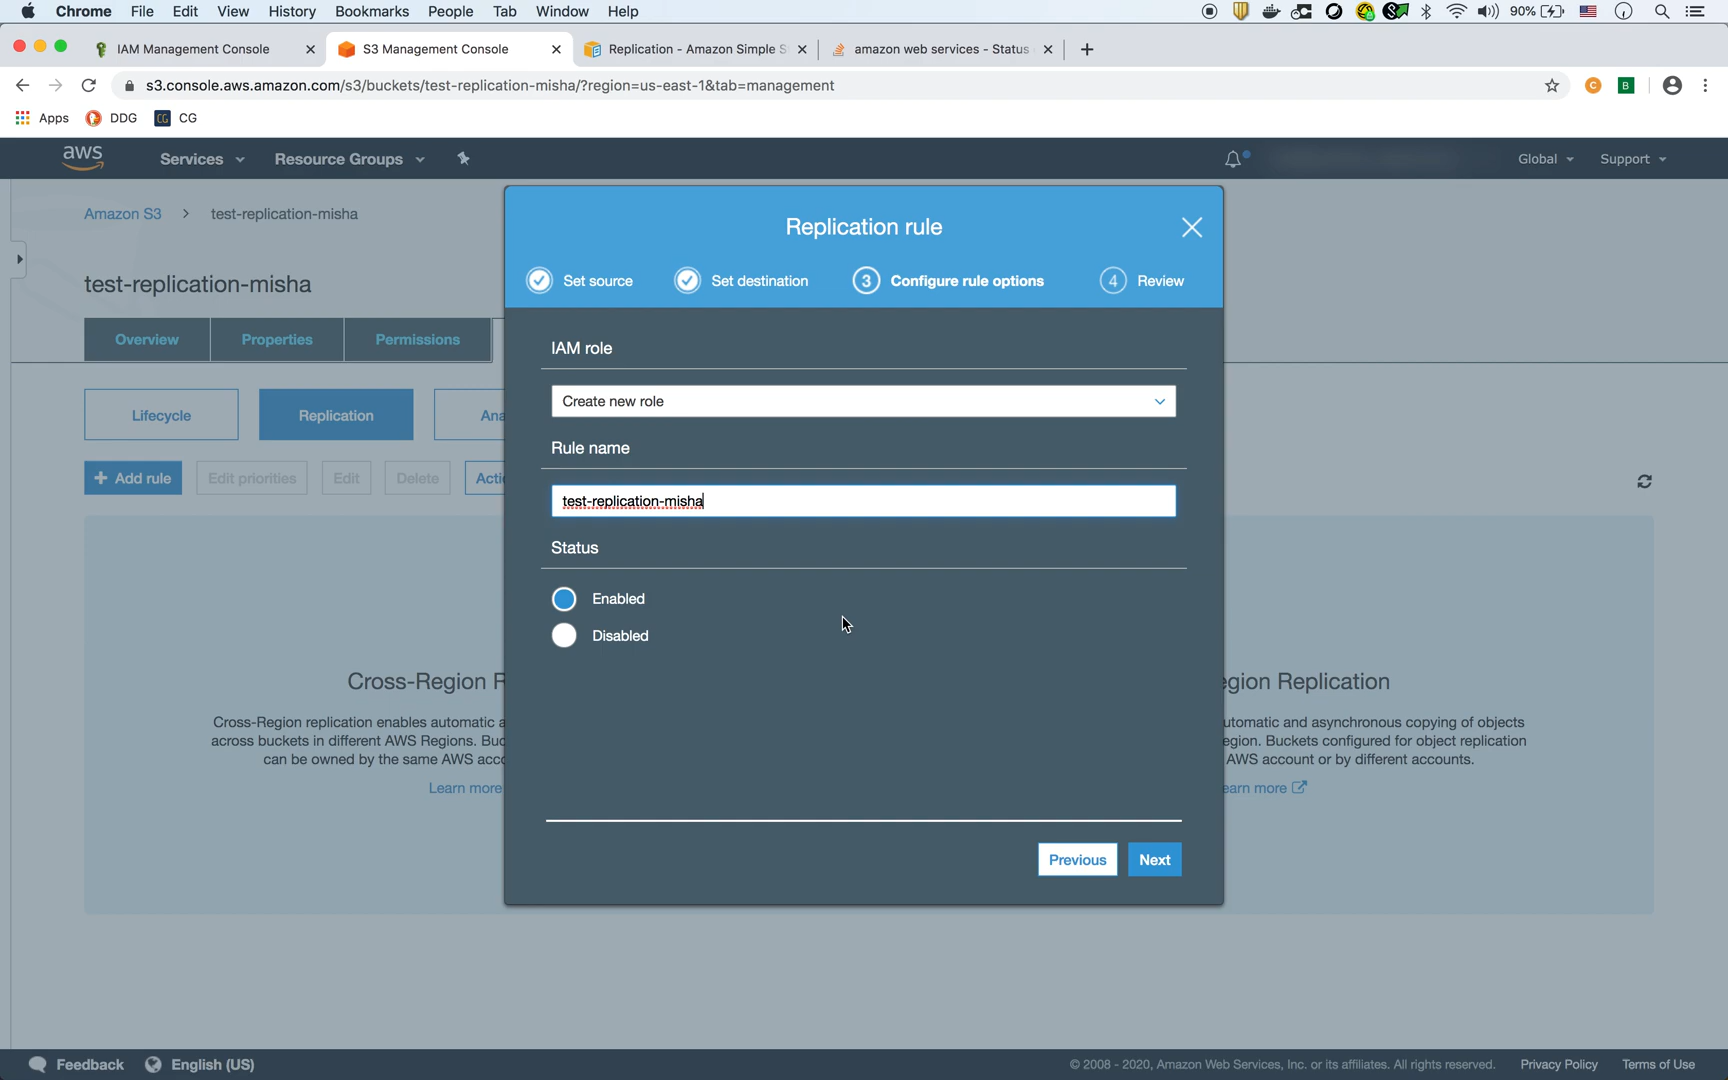 Chrome File Edit View History Bookmarks People Tab Window Help 90%
IAM Management Console S3 Management Console Replication - Amazon Simple S amazon web services - Status
s3.console.aws.amazon.com/s3/buckets/test-replication-misha/?region=us-east-1&tab=management
Apps DDG CG CG
aws Services Resource Groups Global Support
Amazon S3 > test-replication-misha
Replication rule
Set source Set destination 3 Configure rule options 4 Review
test-replication-misha
Overview Properties Permissions
IAM role
Create new role
Lifecycle Replication Ana
Rule name
+ Add rule Edit priorities Edit Delete Acti
test-replication-misha
Status
Enabled
Disabled
Cross-Region R egion Replication
Cross-Region replication enables automatic a utomatic and asynchronous copying of objects
across buckets in different AWS Regions. Buc egion. Buckets configured for object replication
can be owned by the same AWS acco AWS account or by different accounts.
Learn more earn more
Previous Next
Feedback English (US) © 2008 - 2020, Amazon Web Services, Inc. or its affiliates. All rights reserved. Privacy Policy Terms of Use